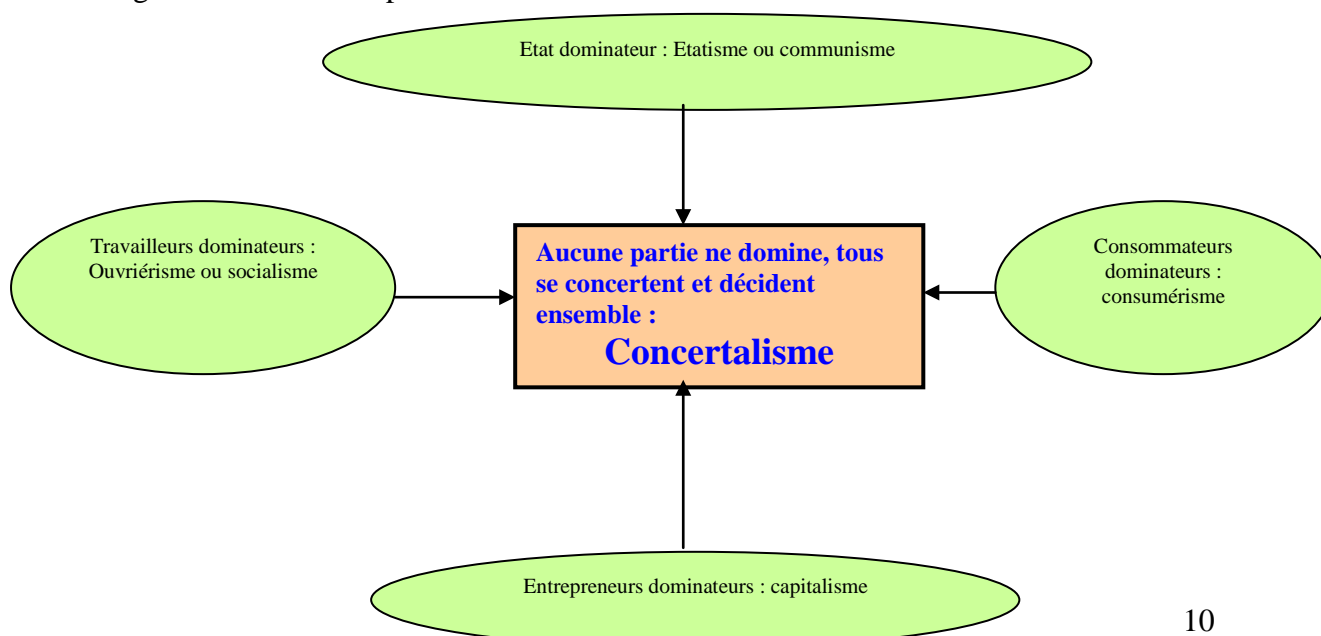 Etat dominateur : Etatisme ou communisme
Travailleurs dominateurs :
Ouvriérisme ou socialisme
Aucune partie ne domine, tous
se concertent et décident
ensemble :
Concertalisme
Consommateurs
dominateurs :
consumérisme
Entrepreneurs dominateurs : capitalisme
10